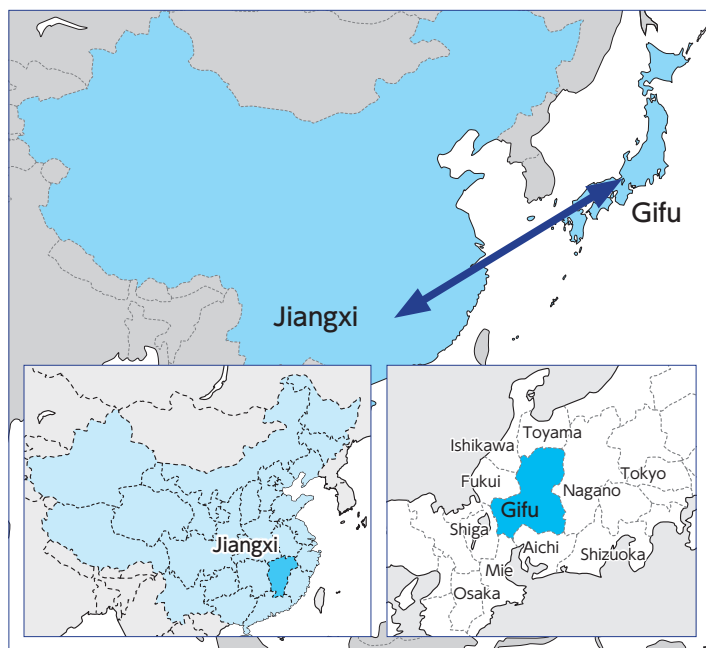 Gifu
Jiangxi
Jiangxi
Toyama
Ishikawa
Tokyo
Fukui
Nagano
Gifu
Shiga
Aichi
Shizuoka
Mie
Osaka